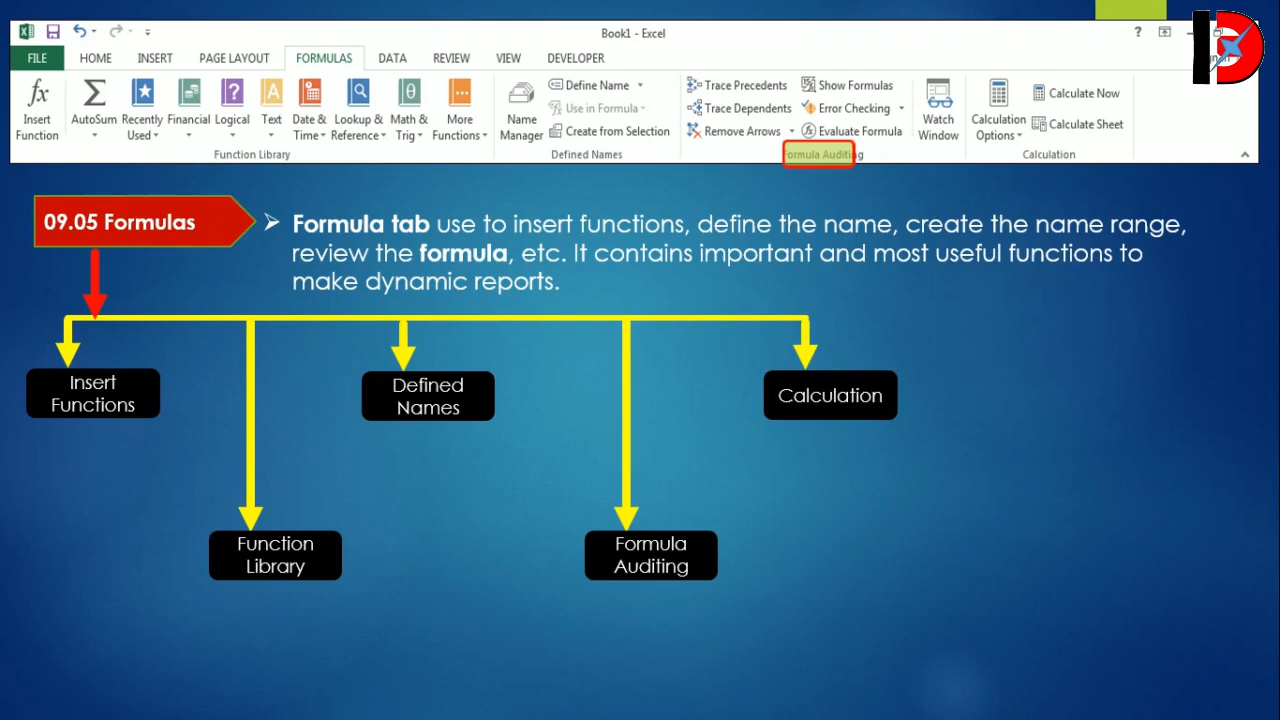 Book1 - Excel
?
FILE HOME INSERT PAGE LAYOUT FORMULAS DATA REVIEW VIEW DEVELOPER
fx Insert Function
Σ AutoSum
Recently Used
Financial
? Logical
A Text
Date & Time
Lookup & Reference
θ Math & Trig
More Functions
Function Library
Name Manager
Define Name
Use in Formula
Create from Selection
Defined Names
Trace Precedents
Trace Dependents
Remove Arrows
Show Formulas
Error Checking
fx Evaluate Formula
Watch Window
Formula Auditing
Calculation Options
Calculate Now
Calculate Sheet
Calculation
09.05 Formulas
Formula tab use to insert functions, define the name, create the name range,
review the formula, etc. It contains important and most useful functions to
make dynamic reports.
Insert
Functions
Defined
Names
Calculation
Function
Library
Formula
Auditing